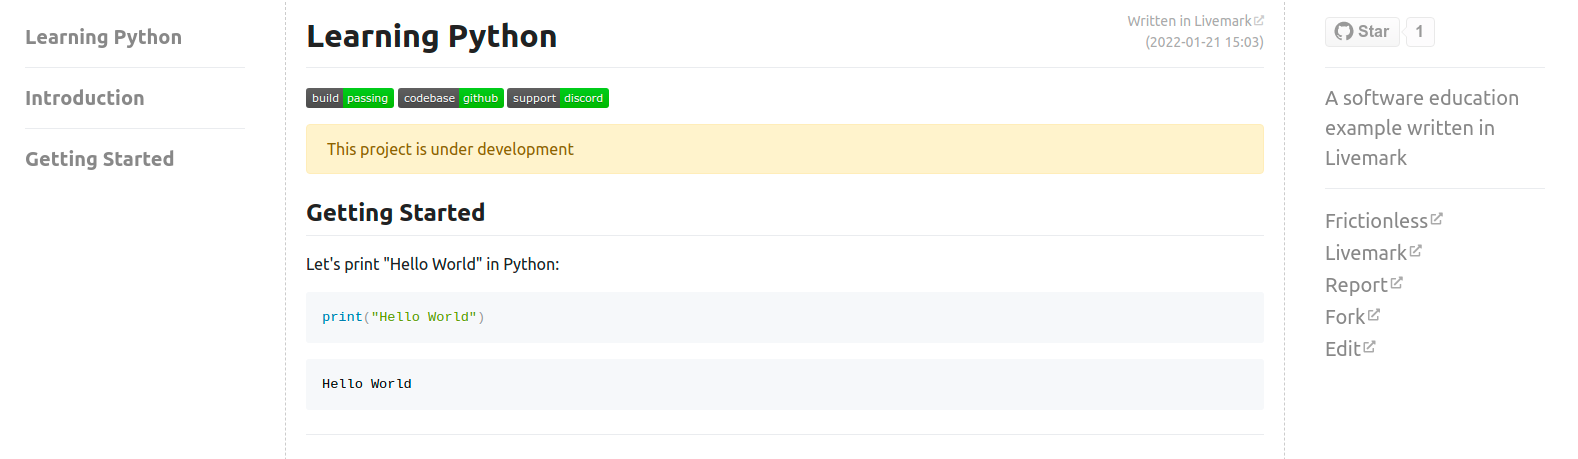 Learning Python
Introduction
Getting Started
Learning Python
Written in Livemark
(2022-01-21 15:03)
build passing codebase github support discord
This project is under development
Getting Started
Let's print "Hello World" in Python:
print("Hello World")
Hello World
Star 1
A software education
example written in
Livemark
Frictionless
Livemark
Report
Fork
Edit